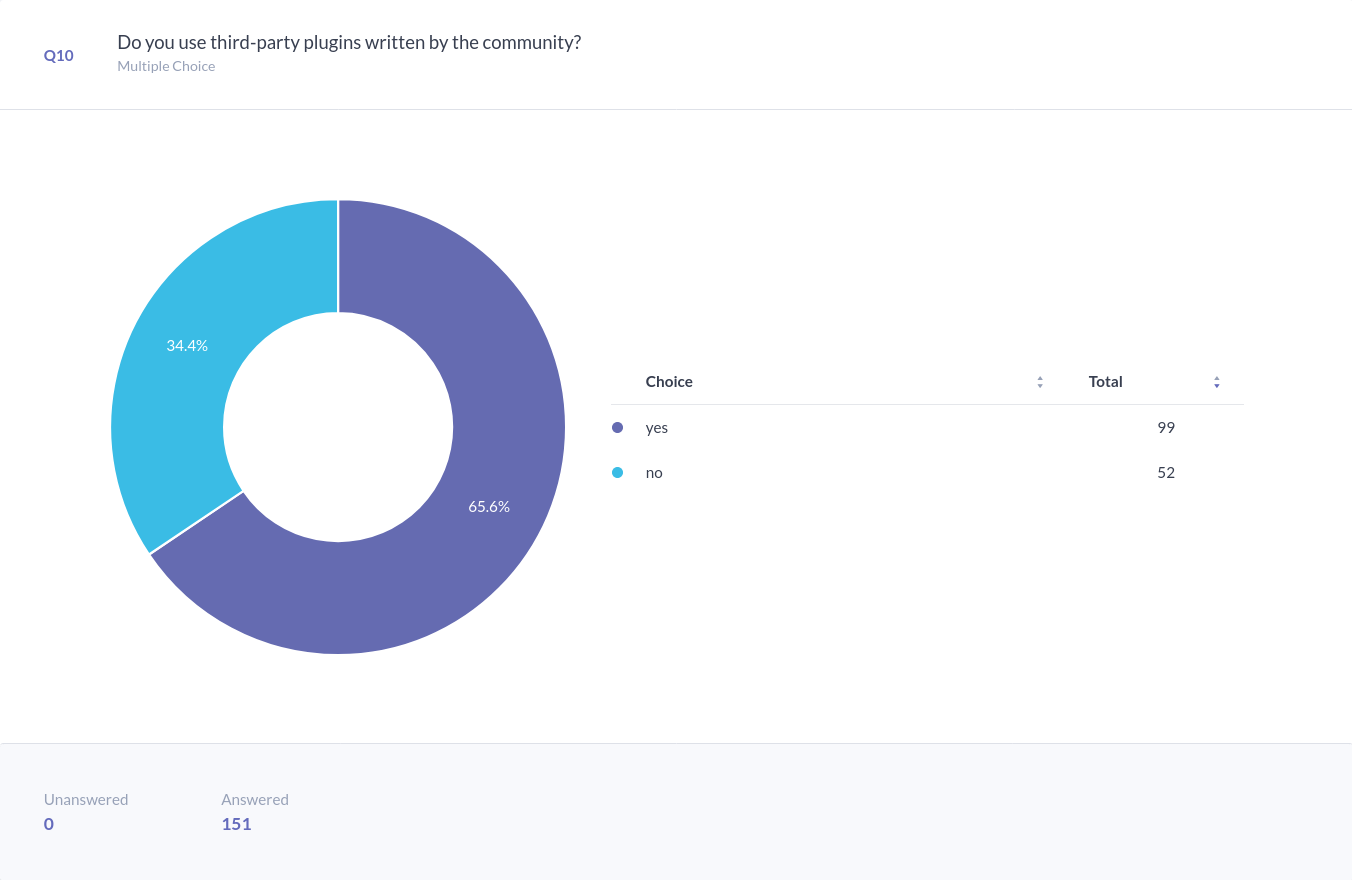 Q10
Do you use third-party plugins written by the community?
Multiple Choice
34.4%
65.6%
Choice Total
yes 99
no 52
Unanswered Answered
0 151